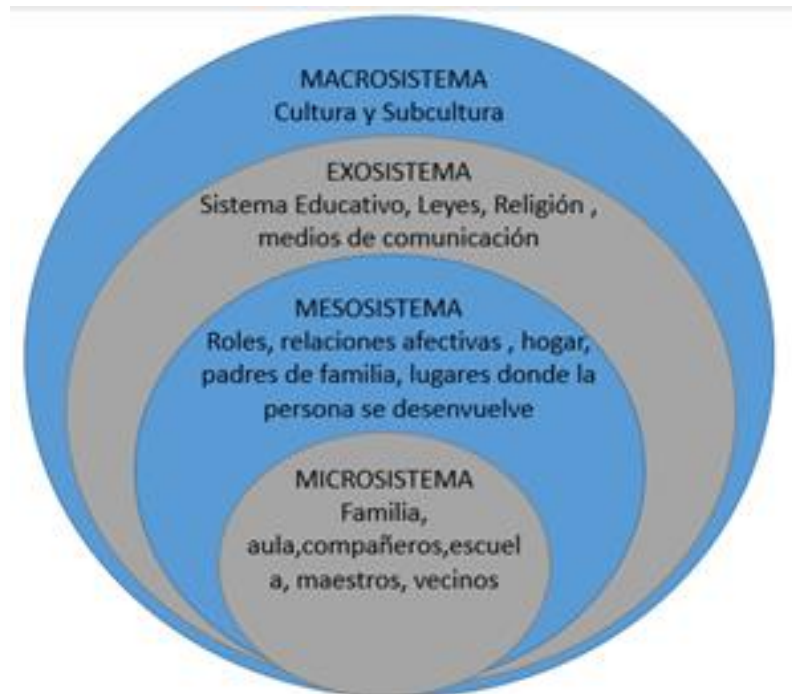 MACROSISTEMA
Cultura y Subcultura
EXOSISTEMA
Sistema Educativo, Leyes, Religión ,
medios de comunicación
MESOSISTEMA
Roles, relaciones afectivas , hogar,
padres de familia, lugares donde la
persona se desenvuelve
MICROSISTEMA
Familia,
aula,compañeros,escuel
a, maestros, vecinos